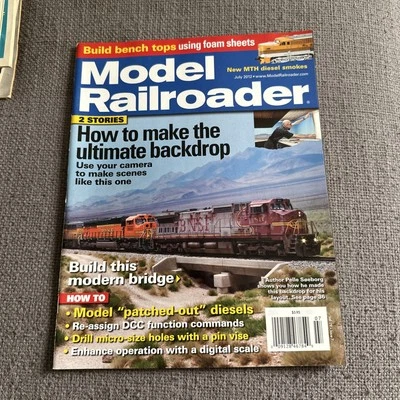 Build bench tops using foam sheets
New MTH diesel smokes
July 2012 • www.ModelRailroader.com
Model
Railroader
2 STORIES
How to make the
ultimate backdrop
Use your camera
to make scenes
like this one
Build this
modern bridge
Author Pelle Søeborg
shows you how he made
this backdrop for his
layout. See page 36
HOW TO
• Model "patched-out" diesels
• Re-assign DCC function commands
• Drill micro-size holes with a pin vise
• Enhance operation with a digital scale